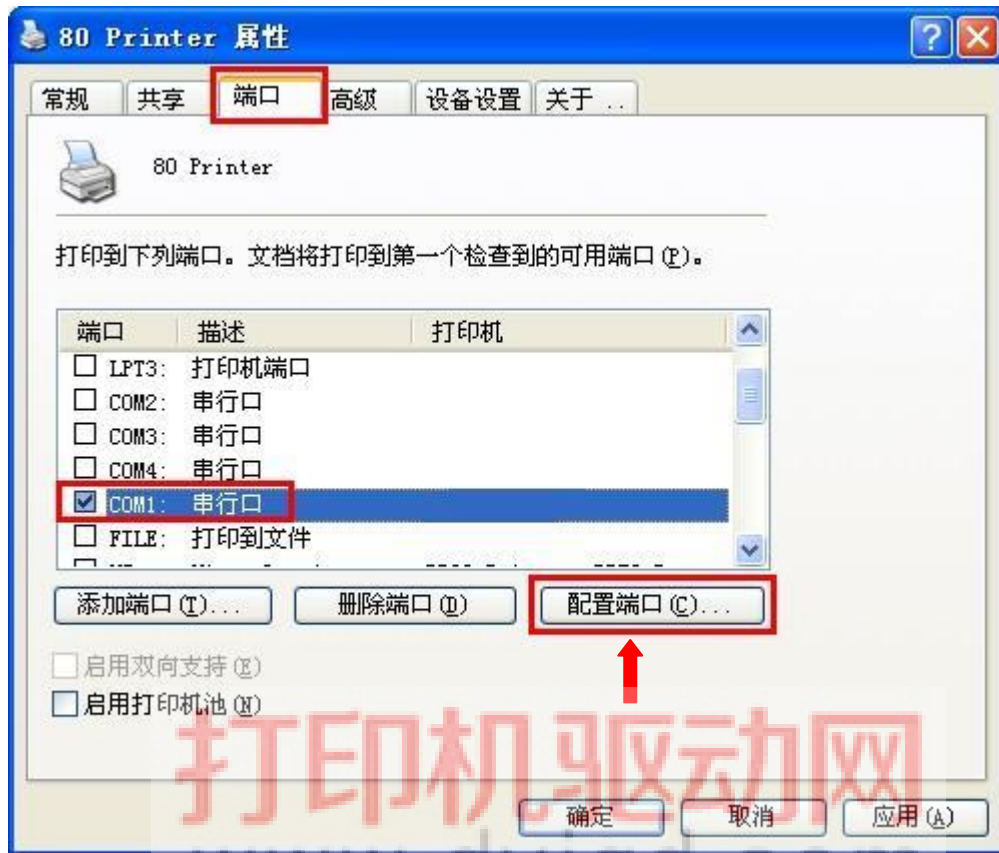 80 Printer 属性
常规 共享 端口 高级 设备设置 关于 ..
80 Printer
打印到下列端口。文档将打印到第一个检查到的可用端口(P)。
端口 描述 打印机
LPT3: 打印机端口
COM2: 串行口
COM3: 串行口
COM4: 串行口
COM1: 串行口
FILE: 打印到文件
添加端口(T)... 删除端口(D) 配置端口(C)...
启用双向支持(E)
启用打印机池(N)
打印机驱动网
确定 取消 应用(A)